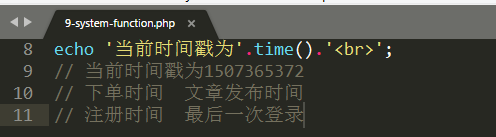 9-system-function.php ×
8 echo '当前时间戳为'.time().'<br>';
9 // 当前时间戳为1507365372
10 // 下单时间 文章发布时间
11 // 注册时间 最后一次登录